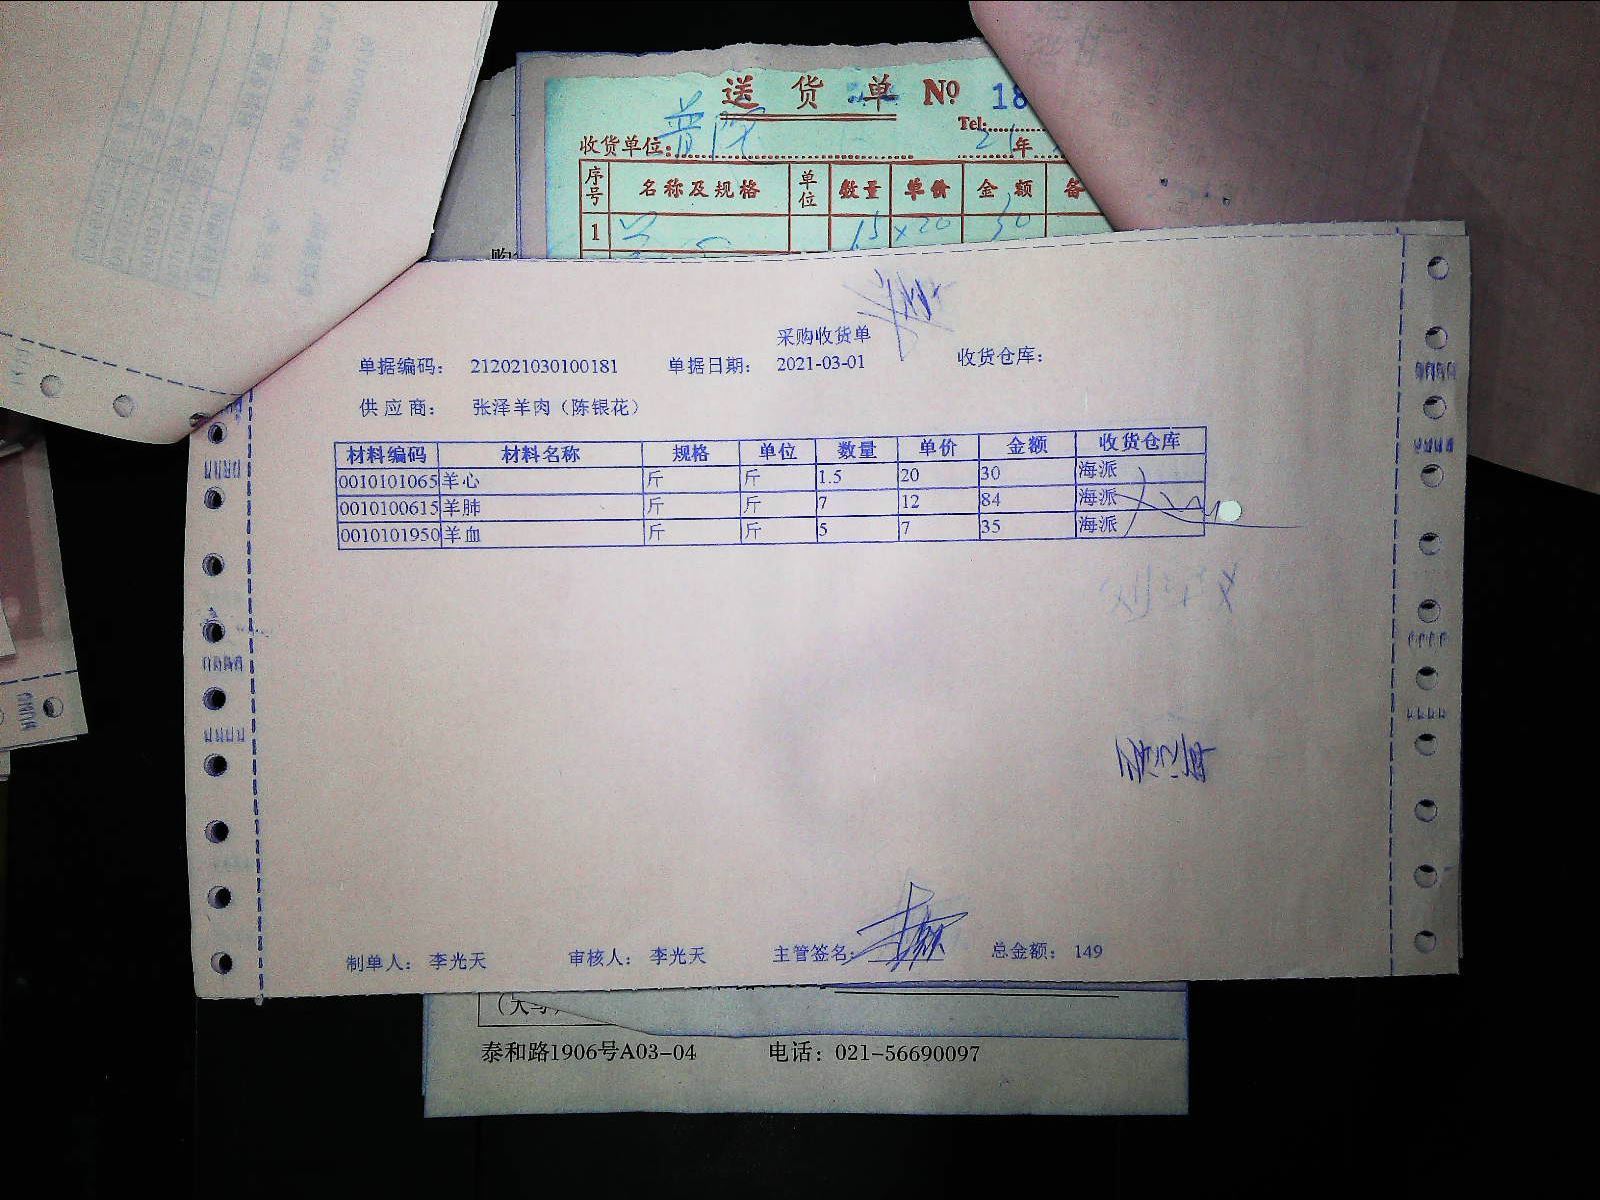 送货单 Nº 18
Tel:
收货单位: 年
序号 名称及规格 单位 数量 单价 金额 备
1 15×20 30
采购收货单
单据编码: 212021030100181 单据日期: 2021-03-01 收货仓库:
供应商: 张泽羊肉（陈银花）
材料编码 材料名称 规格 单位 数量 单价 金额 收货仓库
0010101065 羊心 斤 斤 1.5 20 30 海派
0010100615 羊肺 斤 斤 7 12 84 海派
0010101950 羊血 斤 斤 5 7 35 海派
制单人: 李光天 审核人: 李光天 主管签名: 总金额: 149
泰和路1906号A03-04 电话: 021-56690097